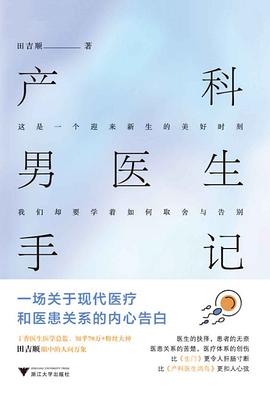 田吉顺 著
产科
这是一个迎来新生的美好时刻
男医生
我们却要学着如何取舍与告别
手记
一场关于现代医疗
和医患关系的内心告白
丁香医生医学总监、知乎70万+粉丝大神
田吉顺眼中的人间万象
医生的抉择，患者的无奈
医患关系的苦楚，医疗体系的创伤
比《生门》更令人肝肠寸断
比《产科医生鸿鸟》更扣人心弦
浙江大学出版社